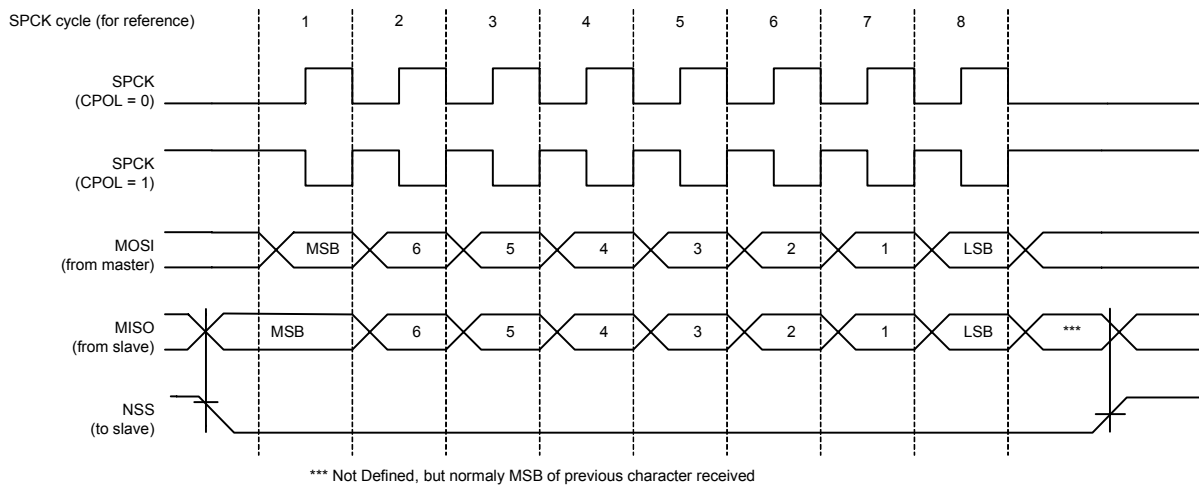 SPCK cycle (for reference) 1 2 3 4 5 6 7 8
SPCK
(CPOL = 0)
SPCK
(CPOL = 1)
MOSI
(from master)
MSB 6 5 4 3 2 1 LSB
MISO
(from slave)
MSB 6 5 4 3 2 1 LSB ***
NSS
(to slave)
*** Not Defined, but normaly MSB of previous character received